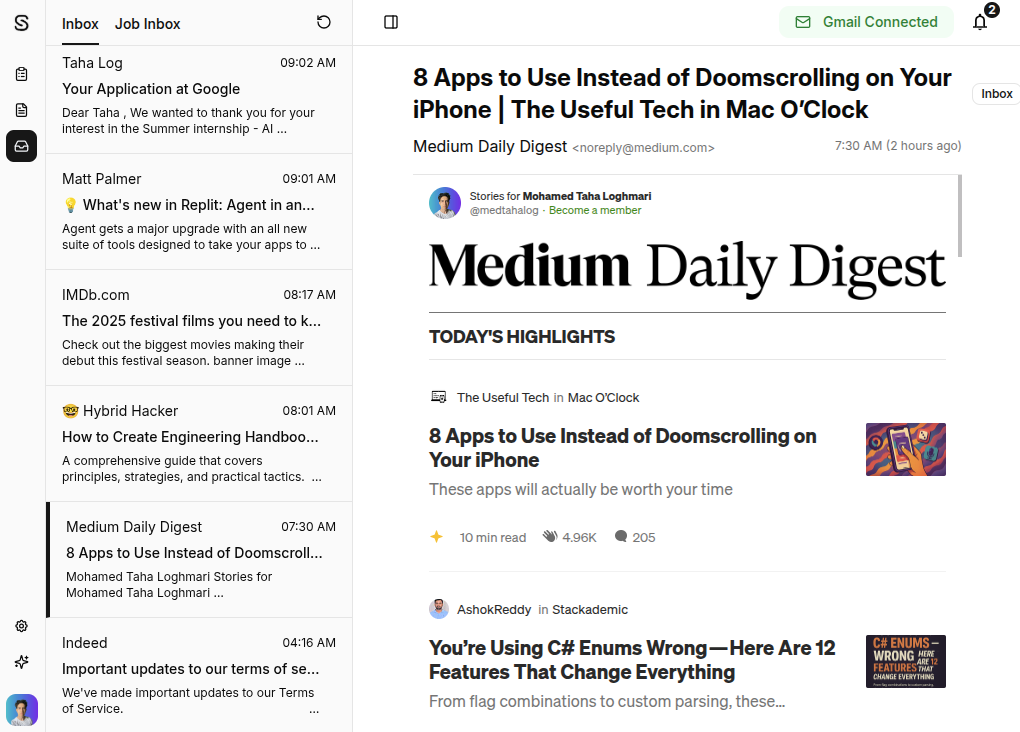 Inbox
Job Inbox
Taha Log 09:02 AM
Your Application at Google
Dear Taha , We wanted to thank you for your
interest in the Summer internship - AI ...
Matt Palmer 09:01 AM
💡 What's new in Replit: Agent in an...
Agent gets a major upgrade with an all new
suite of tools designed to take your apps to ...
IMDb.com 08:17 AM
The 2025 festival films you need to k...
Check out the biggest movies making their
debut this festival season. banner image ...
🤓 Hybrid Hacker 08:01 AM
How to Create Engineering Handboo...
A comprehensive guide that covers
principles, strategies, and practical tactics. ...
Medium Daily Digest 07:30 AM
8 Apps to Use Instead of Doomscroll...
Mohamed Taha Loghmari Stories for
Mohamed Taha Loghmari ...
Indeed 04:16 AM
Important updates to our terms of se...
We've made important updates to our Terms
of Service. ...
Gmail Connected
2
8 Apps to Use Instead of Doomscrolling on Your
iPhone | The Useful Tech in Mac O’Clock
Inbox
Medium Daily Digest <noreply@medium.com> 7:30 AM (2 hours ago)
Stories for Mohamed Taha Loghmari
@medtahalog · Become a member
Medium Daily Digest
TODAY'S HIGHLIGHTS
The Useful Tech in Mac O’Clock
8 Apps to Use Instead of Doomscrolling on
Your iPhone
These apps will actually be worth your time
10 min read 4.96K 205
AshokReddy in Stackademic
You’re Using C# Enums Wrong — Here Are 12
Features That Change Everything
From flag combinations to custom parsing, these...
C# ENUMS –
WRONG HERE
ARE 12
FEATURES THAT
CHANGE EVERYTHING